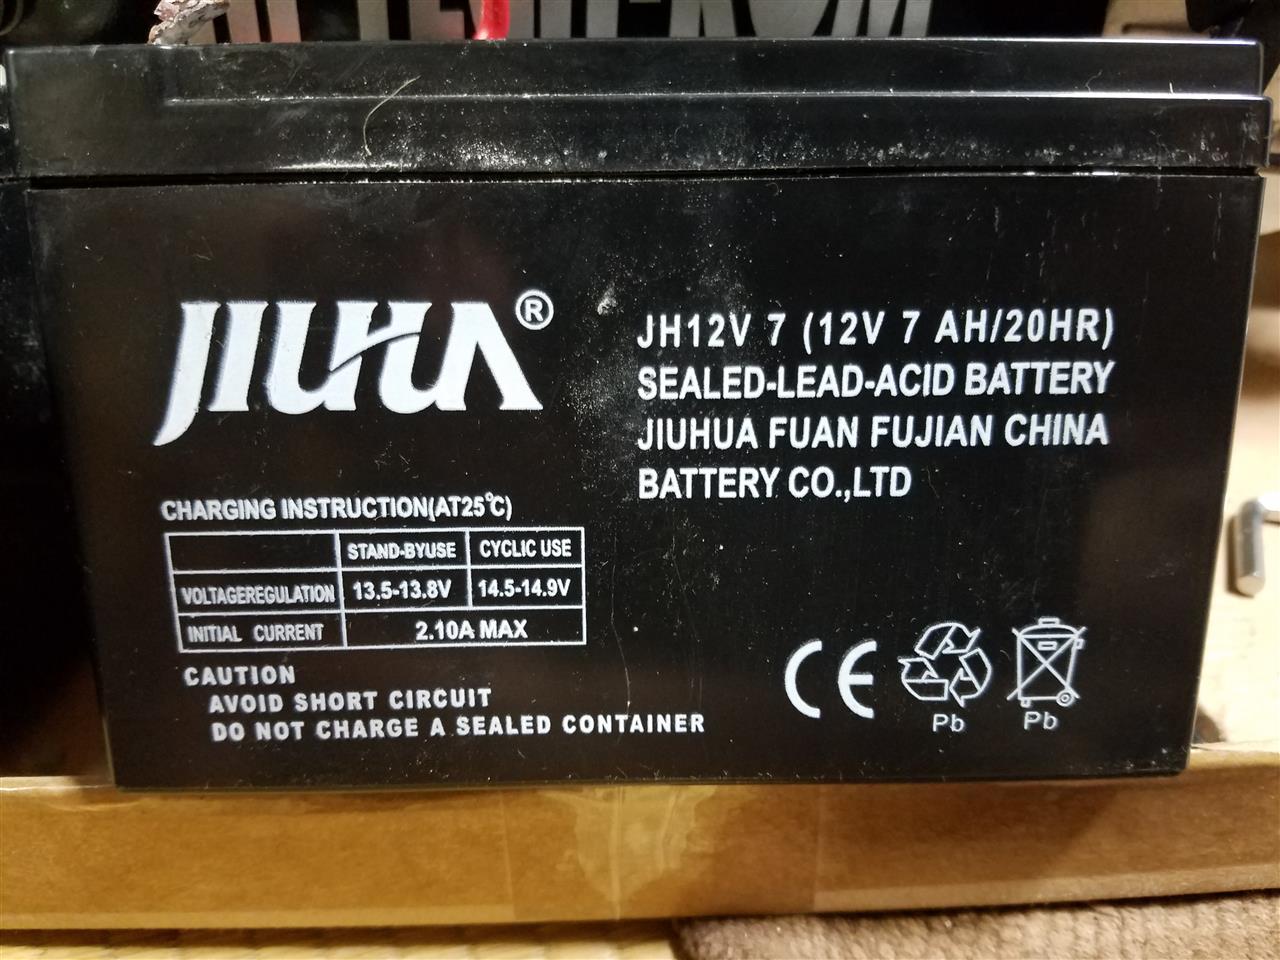 JIUHUA®
JH12V 7 (12V 7 AH/20HR)
SEALED-LEAD-ACID BATTERY
JIUHUA FUAN FUJIAN CHINA
BATTERY CO.,LTD
CHARGING INSTRUCTION(AT25℃)
STAND-BYUSE CYCLIC USE
VOLTAGEREGULATION 13.5-13.8V 14.5-14.9V
INITIAL CURRENT 2.10A MAX
CAUTION
AVOID SHORT CIRCUIT
DO NOT CHARGE A SEALED CONTAINER
CE
Pb Pb